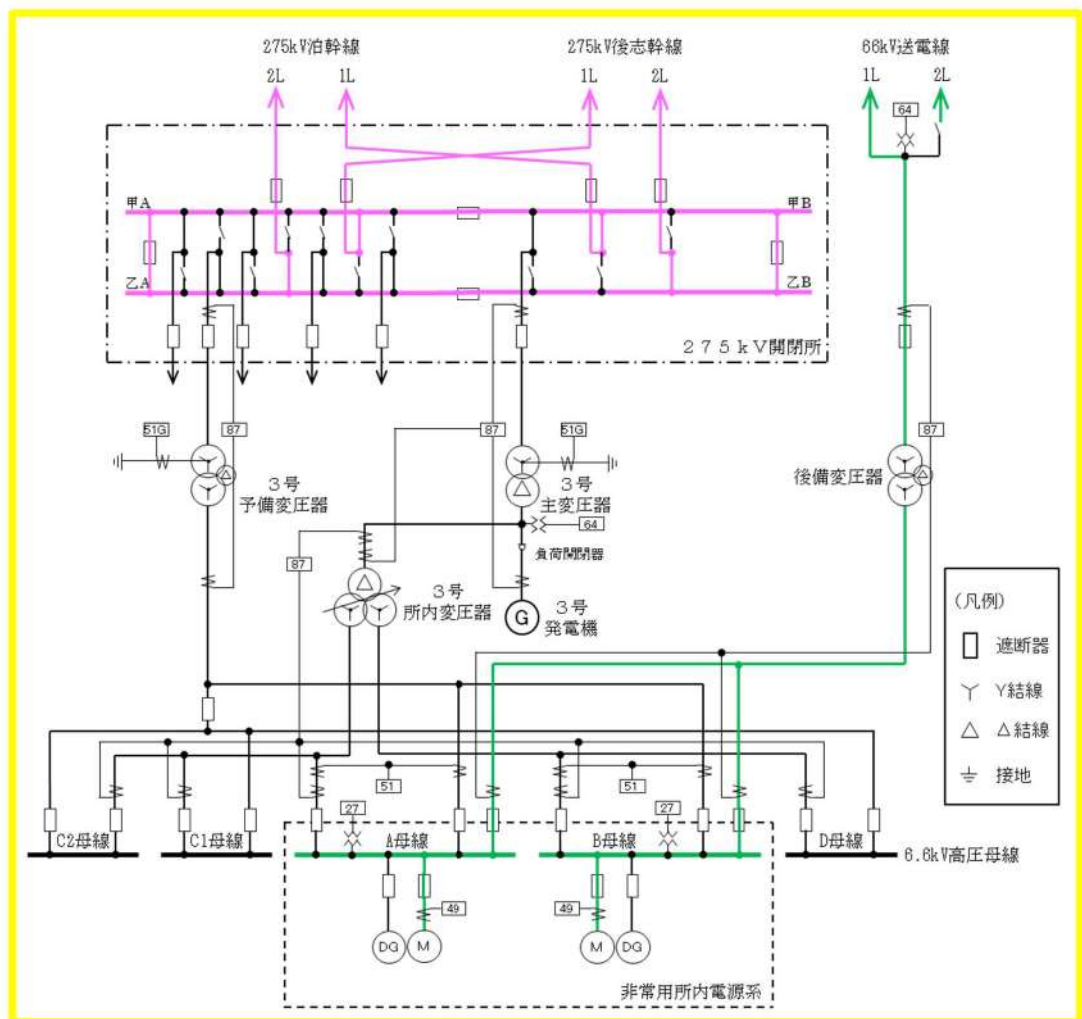 275kV泊幹線
275kV後志幹線
66kV送電線
2L
1L
1L
2L
1L
2L
64
甲A
甲B
乙A
乙B
275kV開閉所
51G
87
87
51G
87
3号
予備変圧器
3号
主変圧器
後備変圧器
64
負荷開閉器
87
3号
所内変圧器
G
3号
発電機
(凡例)
遮断器
Y結線
△結線
接地
51
51
27
27
C2母線
C1母線
A母線
B母線
D母線
6.6kV高圧母線
49
49
DG
M
M
DG
非常用所内電源系